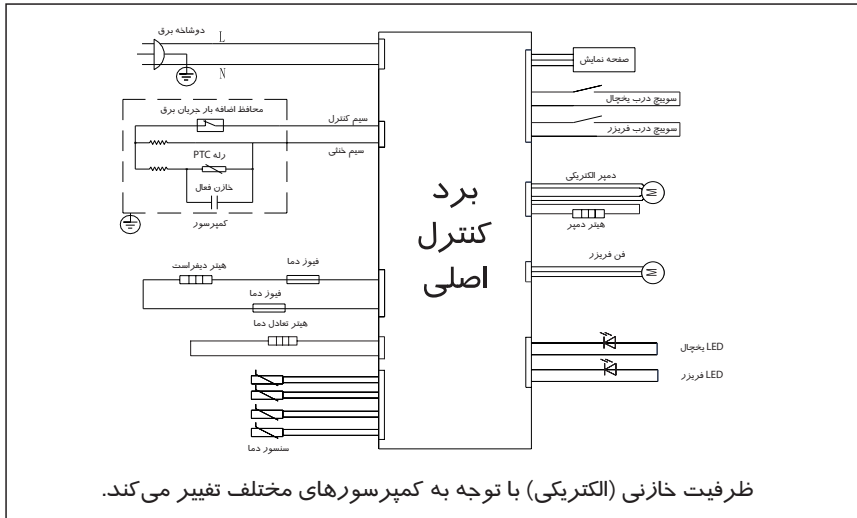 دوشاخه برق
L
N
محافظ اضافه بار جریان برق
سیم کنترل
سیم خنثی
رله PTC
خازن فعال
کمپرسور
هیتر دیفراست
فیوز دما
فیوز دما
هیتر تعادل دما
سنسور دما
برد
کنترل
اصلی
صفحه نمایش
سوییچ درب یخچال
سوییچ درب فریزر
دمپر الکتریکی
M
هیتر دمپر
فن فریزر
M
LED یخچال
LED فریزر
ظرفیت خازنی (الکتریکی) با توجه به کمپرسورهای مختلف تغییر می‌کند.